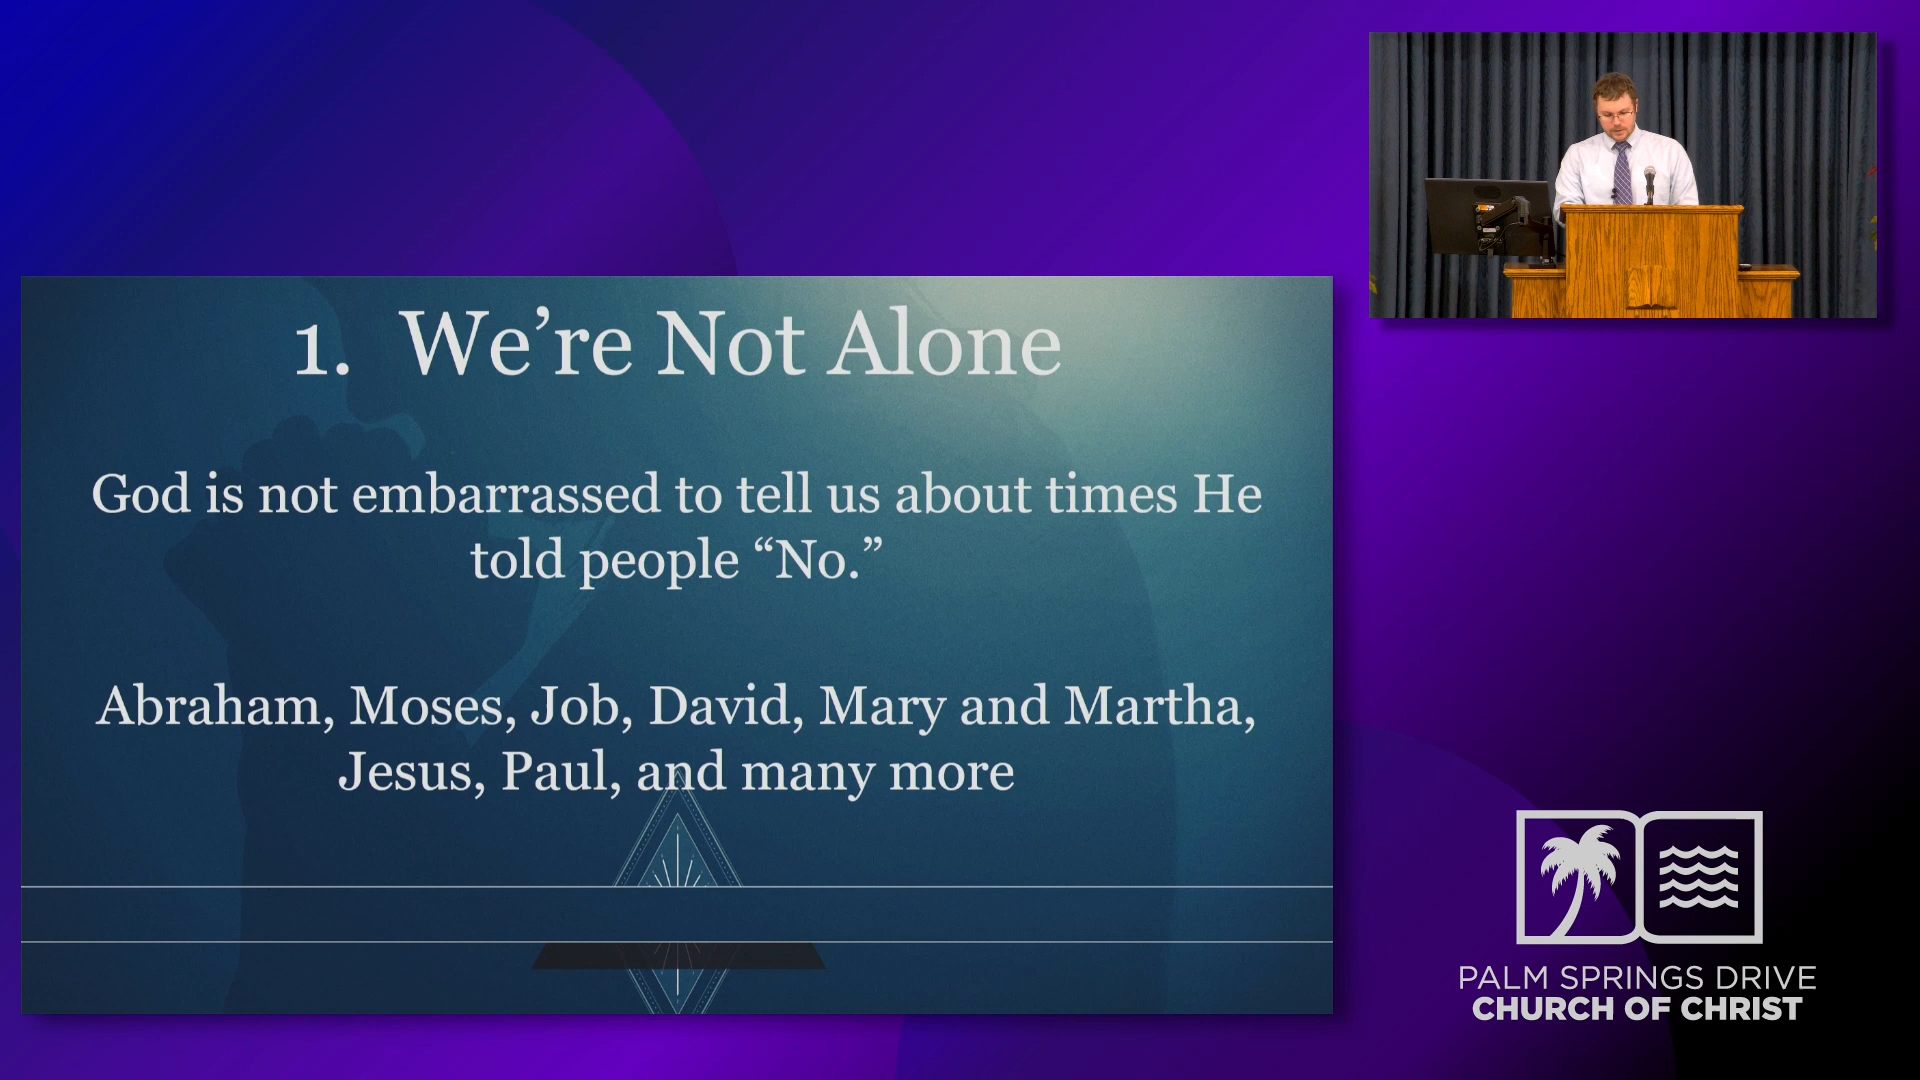 1. We’re Not Alone
God is not embarrassed to tell us about times He
told people “No.”
Abraham, Moses, Job, David, Mary and Martha,
Jesus, Paul, and many more
PALM SPRINGS DRIVE
CHURCH OF CHRIST